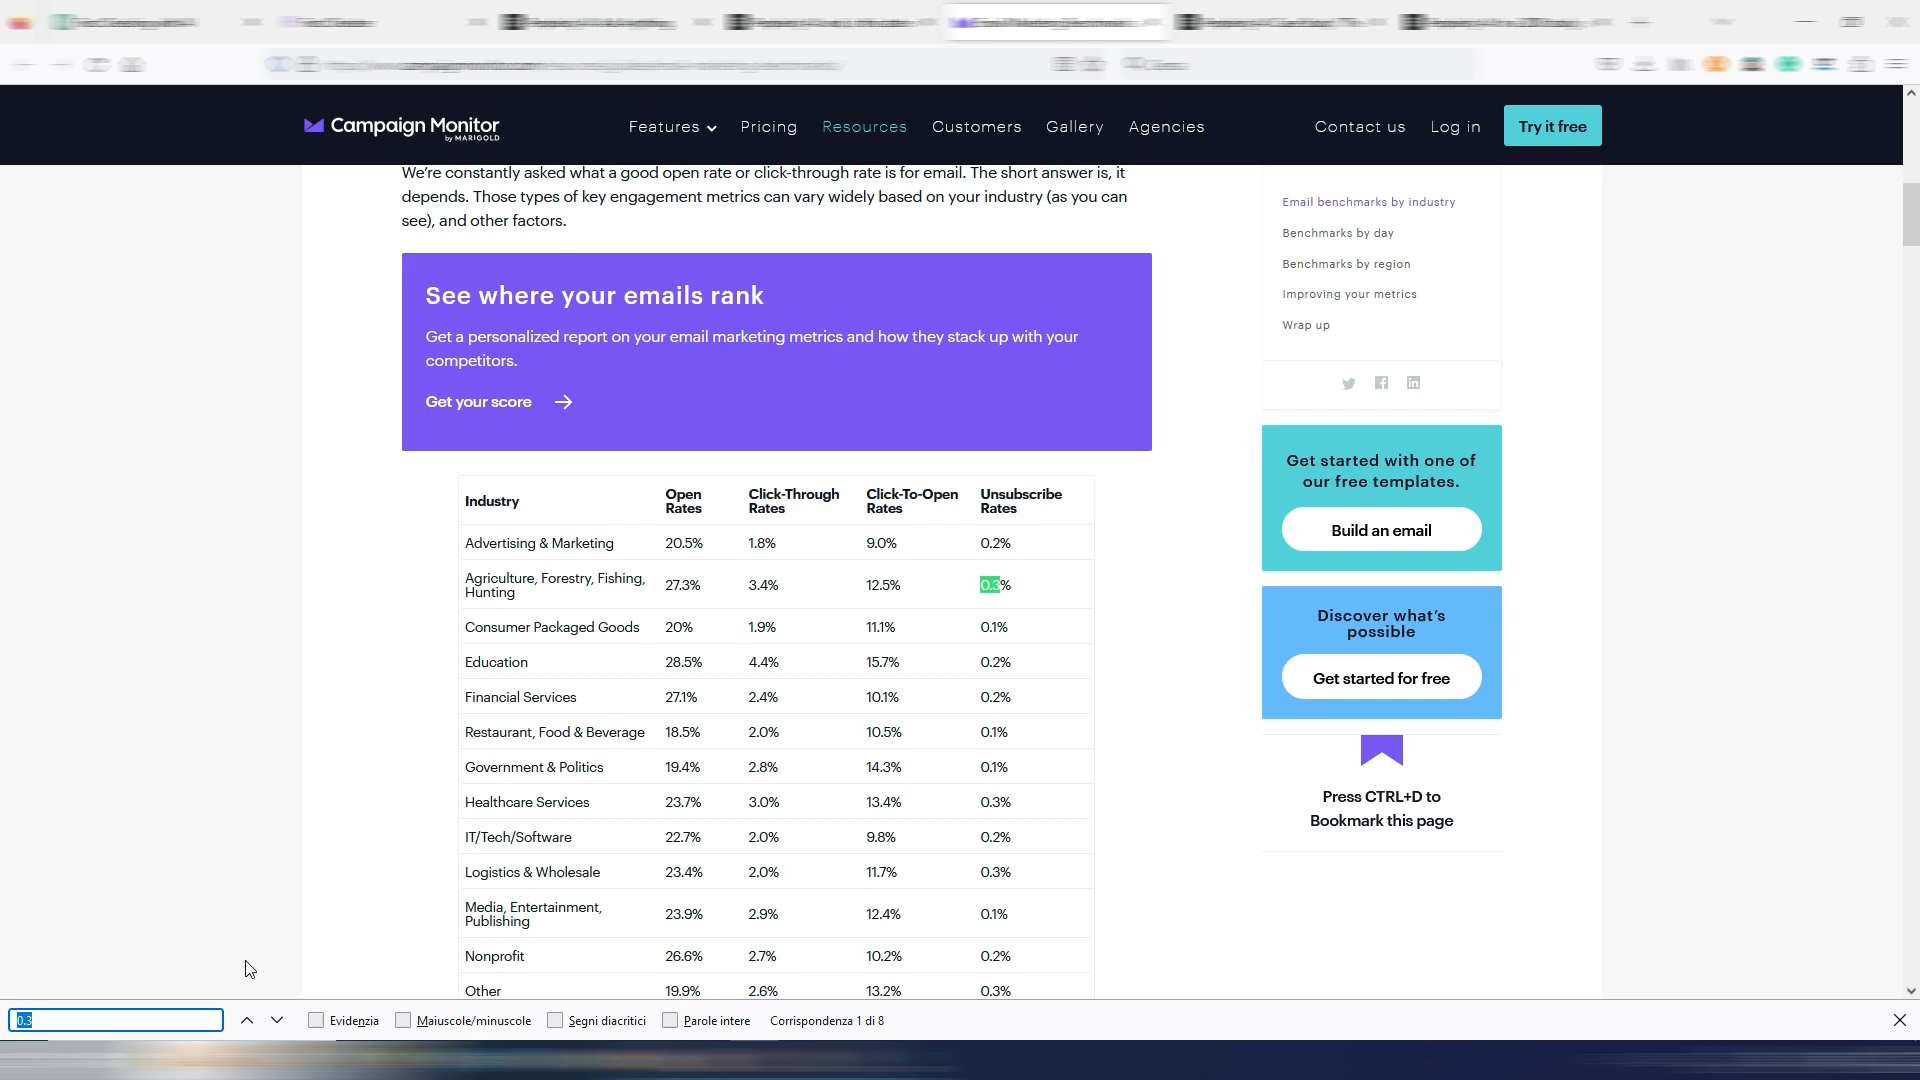 Campaign Monitor
by MARIGOLD
Features
Pricing
Resources
Customers
Gallery
Agencies
Contact us
Log in
Try it free
We're constantly asked what a good open rate or click-through rate is for email. The short answer is, it
depends. Those types of key engagement metrics can vary widely based on your industry (as you can
see), and other factors.
See where your emails rank
Get a personalized report on your email marketing metrics and how they stack up with your
competitors.
Get your score
Industry Open Rates Click-Through Rates Click-To-Open Rates Unsubscribe Rates
Advertising & Marketing 20.5% 1.8% 9.0% 0.2%
Agriculture, Forestry, Fishing, Hunting 27.3% 3.4% 12.5% 0.3%
Consumer Packaged Goods 20% 1.9% 11.1% 0.1%
Education 28.5% 4.4% 15.7% 0.2%
Financial Services 27.1% 2.4% 10.1% 0.2%
Restaurant, Food & Beverage 18.5% 2.0% 10.5% 0.1%
Government & Politics 19.4% 2.8% 14.3% 0.1%
Healthcare Services 23.7% 3.0% 13.4% 0.3%
IT/Tech/Software 22.7% 2.0% 9.8% 0.2%
Logistics & Wholesale 23.4% 2.0% 11.7% 0.3%
Media, Entertainment, Publishing 23.9% 2.9% 12.4% 0.1%
Nonprofit 26.6% 2.7% 10.2% 0.2%
Other 19.9% 2.6% 13.2% 0.3%
Email benchmarks by industry
Benchmarks by day
Benchmarks by region
Improving your metrics
Wrap up
Get started with one of
our free templates.
Build an email
Discover what's
possible
Get started for free
Press CTRL+D to
Bookmark this page
0.3
Evidenzia
Maiuscole/minuscole
Segni diacritici
Parole intere
Corrispondenza 1 di 8